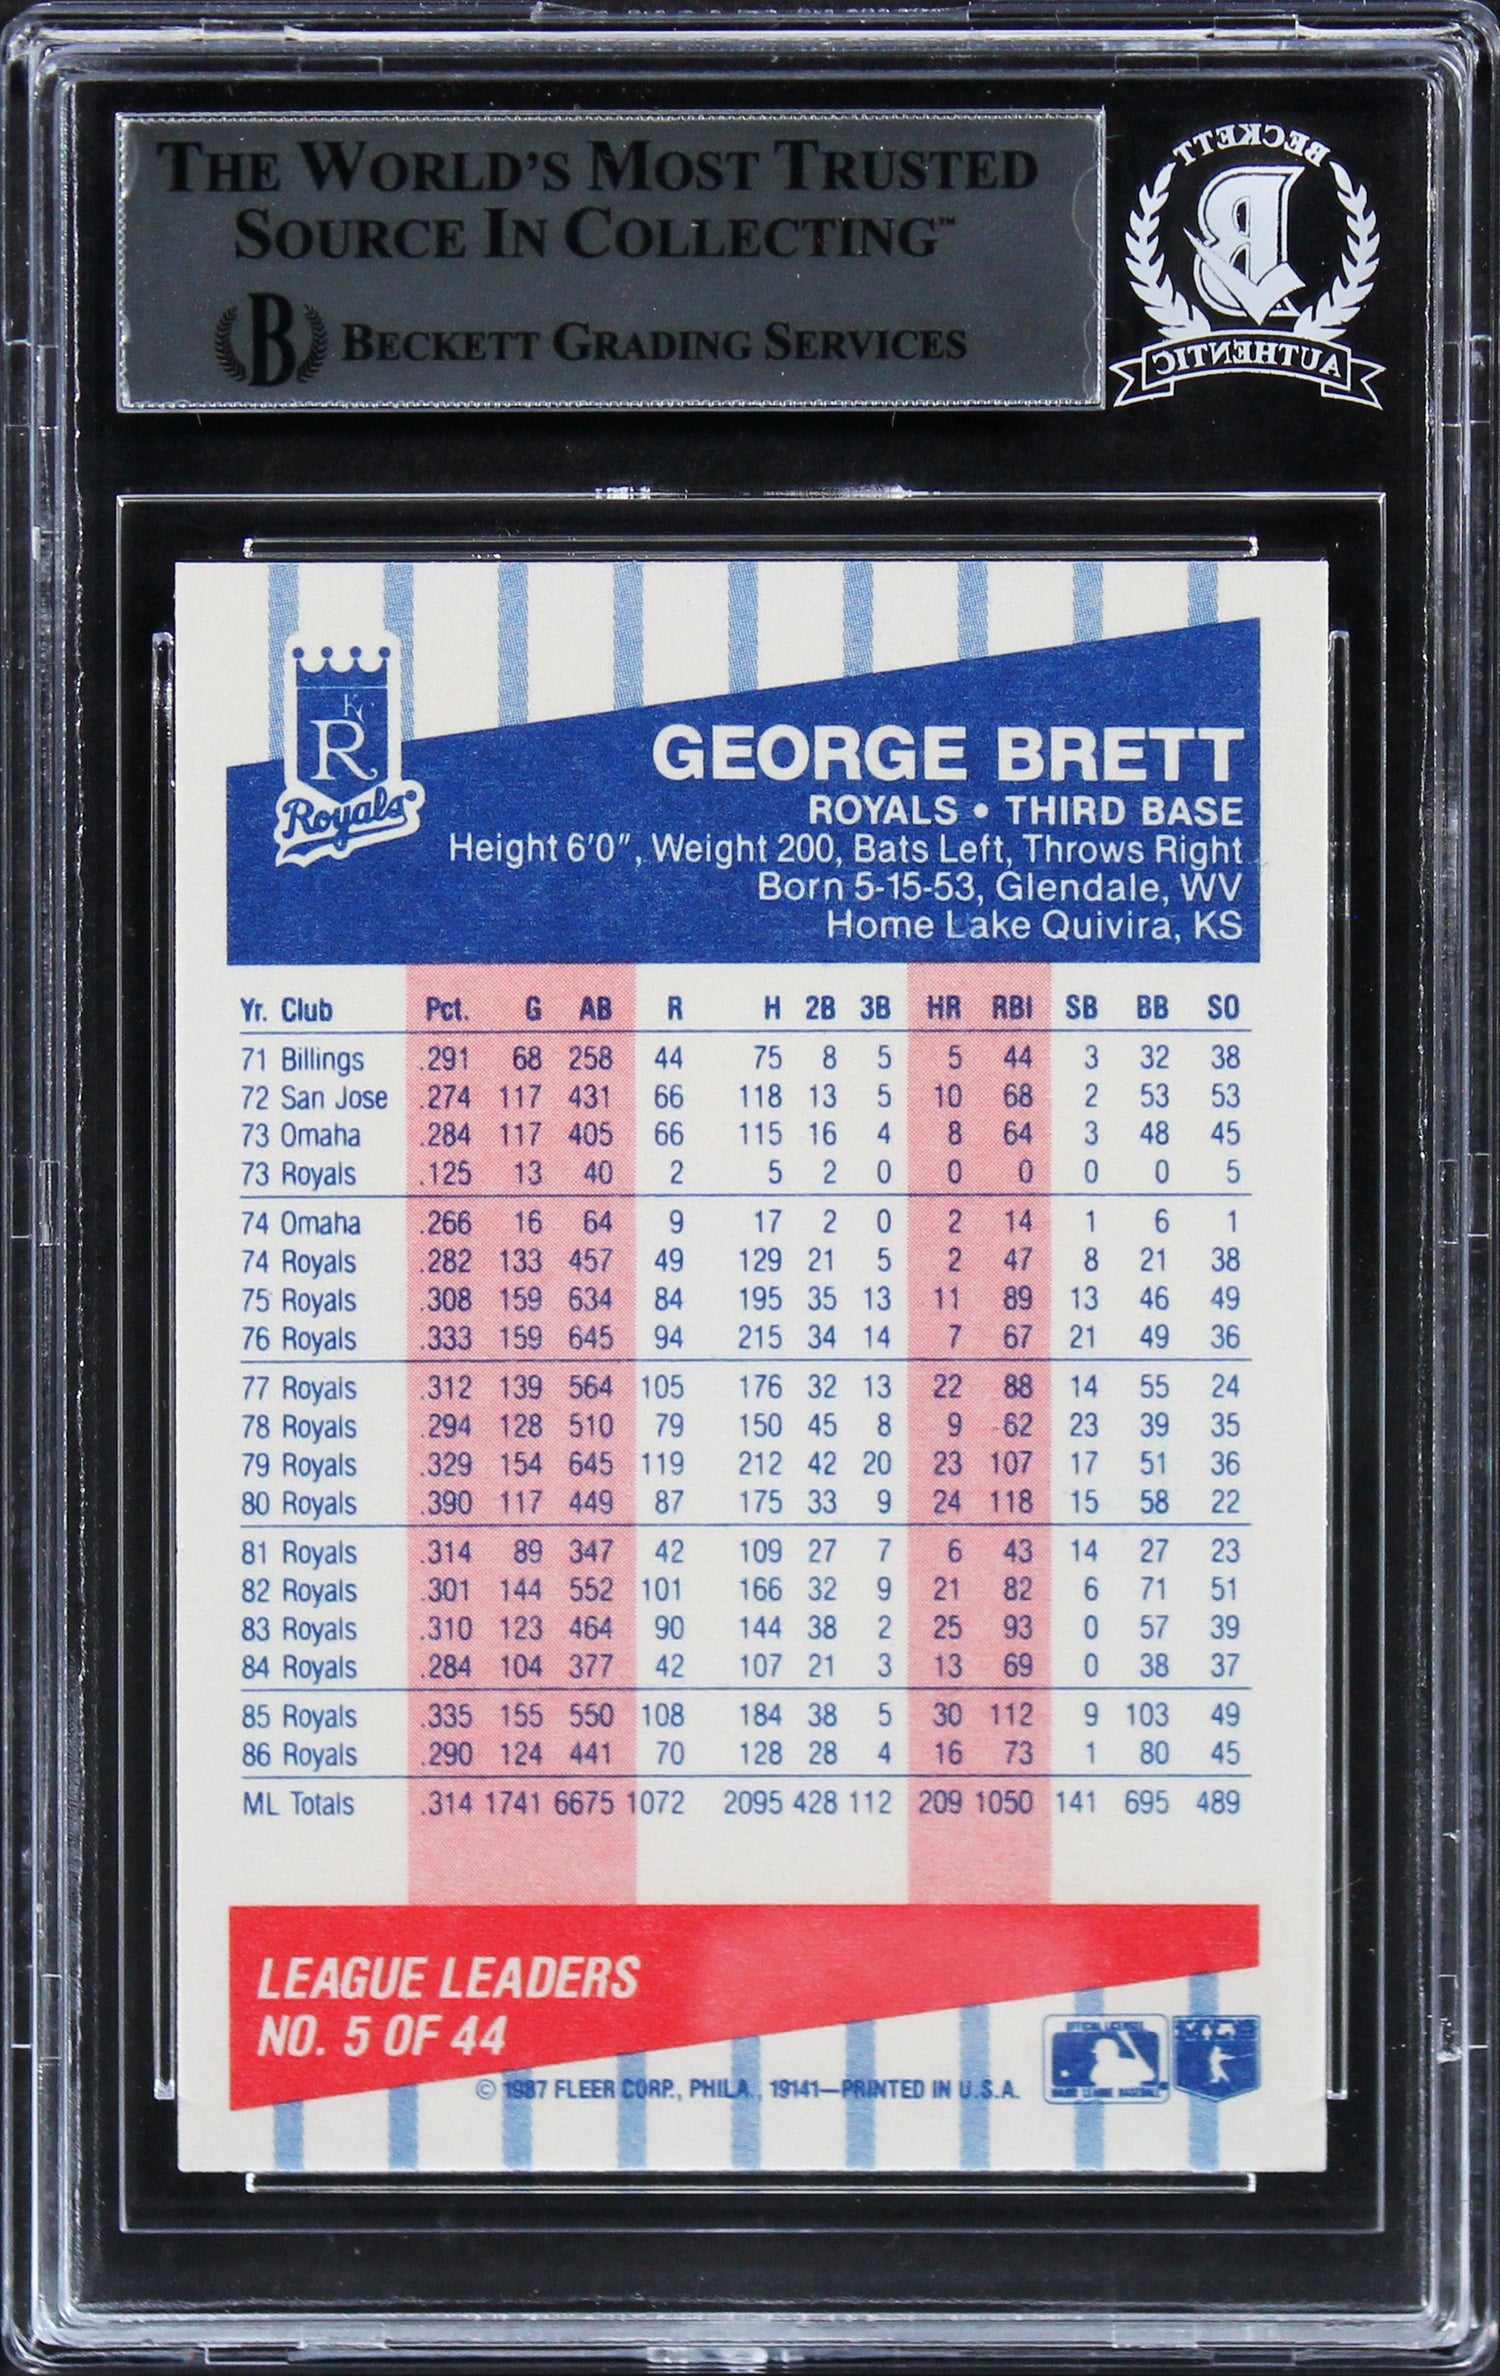 THE WORLD'S MOST TRUSTED
SOURCE IN COLLECTING™
B BECKETT GRADING SERVICES
BECKETT
B
AUTHENTIC
KC
R
Royals
GEORGE BRETT
ROYALS • THIRD BASE
Height 6'0", Weight 200, Bats Left, Throws Right
Born 5-15-53, Glendale, WV
Home Lake Quivira, KS
Yr. Club Pct. G AB R H 2B 3B HR RBI SB BB SO
71 Billings .291 68 258 44 75 8 5 5 44 3 32 38
72 San Jose .274 117 431 66 118 13 5 10 68 2 53 53
73 Omaha .284 117 405 66 115 16 4 8 64 3 48 45
73 Royals .125 13 40 2 5 2 0 0 0 0 0 5
74 Omaha .266 16 64 9 17 2 0 2 14 1 6 1
74 Royals .282 133 457 49 129 21 5 2 47 8 21 38
75 Royals .308 159 634 84 195 35 13 11 89 13 46 49
76 Royals .333 159 645 94 215 34 14 7 67 21 49 36
77 Royals .312 139 564 105 176 32 13 22 88 14 55 24
78 Royals .294 128 510 79 150 45 8 9 62 23 39 35
79 Royals .329 154 645 119 212 42 20 23 107 17 51 36
80 Royals .390 117 449 87 175 33 9 24 118 15 58 22
81 Royals .314 89 347 42 109 27 7 6 43 14 27 23
82 Royals .301 144 552 101 166 32 9 21 82 6 71 51
83 Royals .310 123 464 90 144 38 2 25 93 0 57 39
84 Royals .284 104 377 42 107 21 3 13 69 0 38 37
85 Royals .335 155 550 108 184 38 5 30 112 9 103 49
86 Royals .290 124 441 70 128 28 4 16 73 1 80 45
ML Totals .314 1741 6675 1072 2095 428 112 209 1050 141 695 489
LEAGUE LEADERS
NO. 5 OF 44
© 1987 FLEER CORP., PHILA., 19141—PRINTED IN U.S.A.